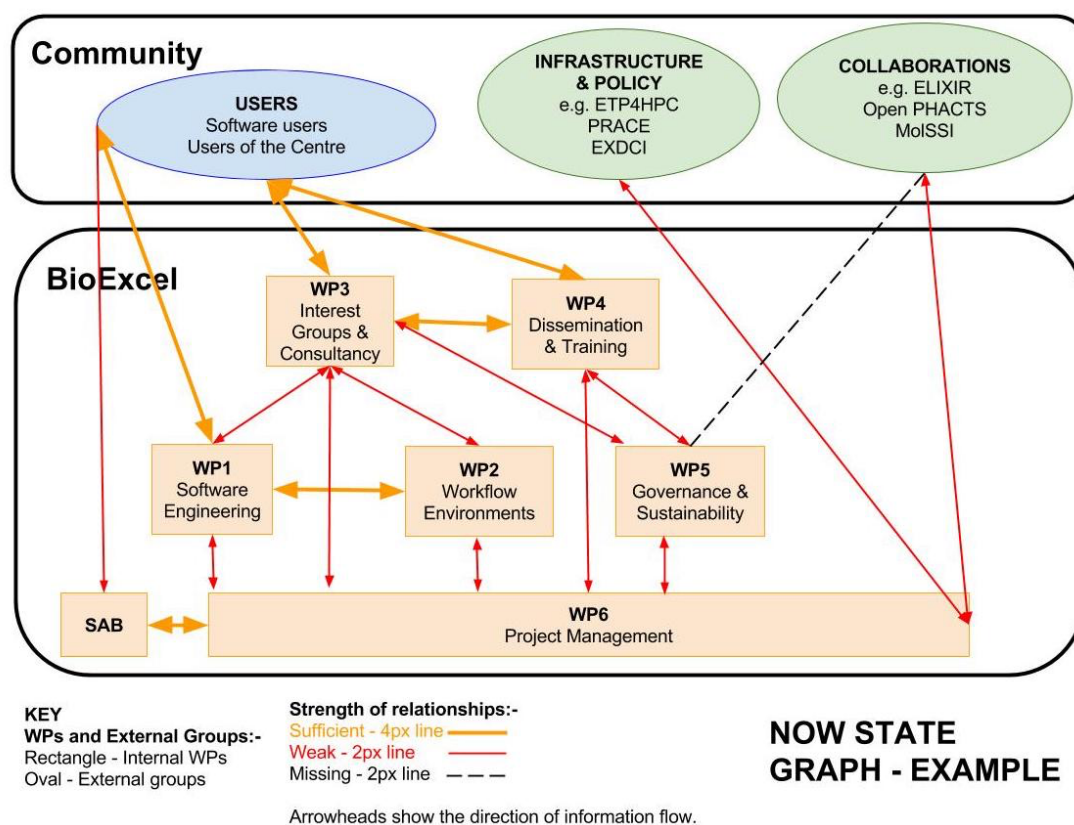 Community
USERS
Software users
Users of the Centre
INFRASTRUCTURE
& POLICY
e.g. ETP4HPC
PRACE
EXDCI
COLLABORATIONS
e.g. ELIXIR
Open PHACTS
MolSSI
BioExcel
WP3
Interest
Groups &
Consultancy
WP4
Dissemination
& Training
WP1
Software
Engineering
WP2
Workflow
Environments
WP5
Governance &
Sustainability
SAB
WP6
Project Management
KEY
WPs and External Groups:-
Rectangle - Internal WPs
Oval - External groups
Strength of relationships:-
Sufficient - 4px line
Weak - 2px line
Missing - 2px line
Arrowheads show the direction of information flow.
NOW STATE
GRAPH - EXAMPLE